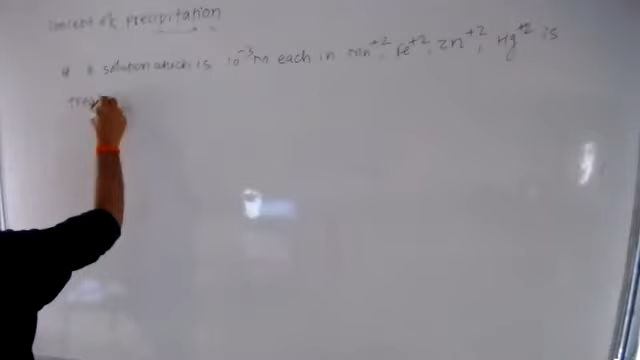 concept of precipitation
# A solution which is 10⁻³ M each in Mn⁺², Fe⁺², Zn⁺², Hg⁺² is